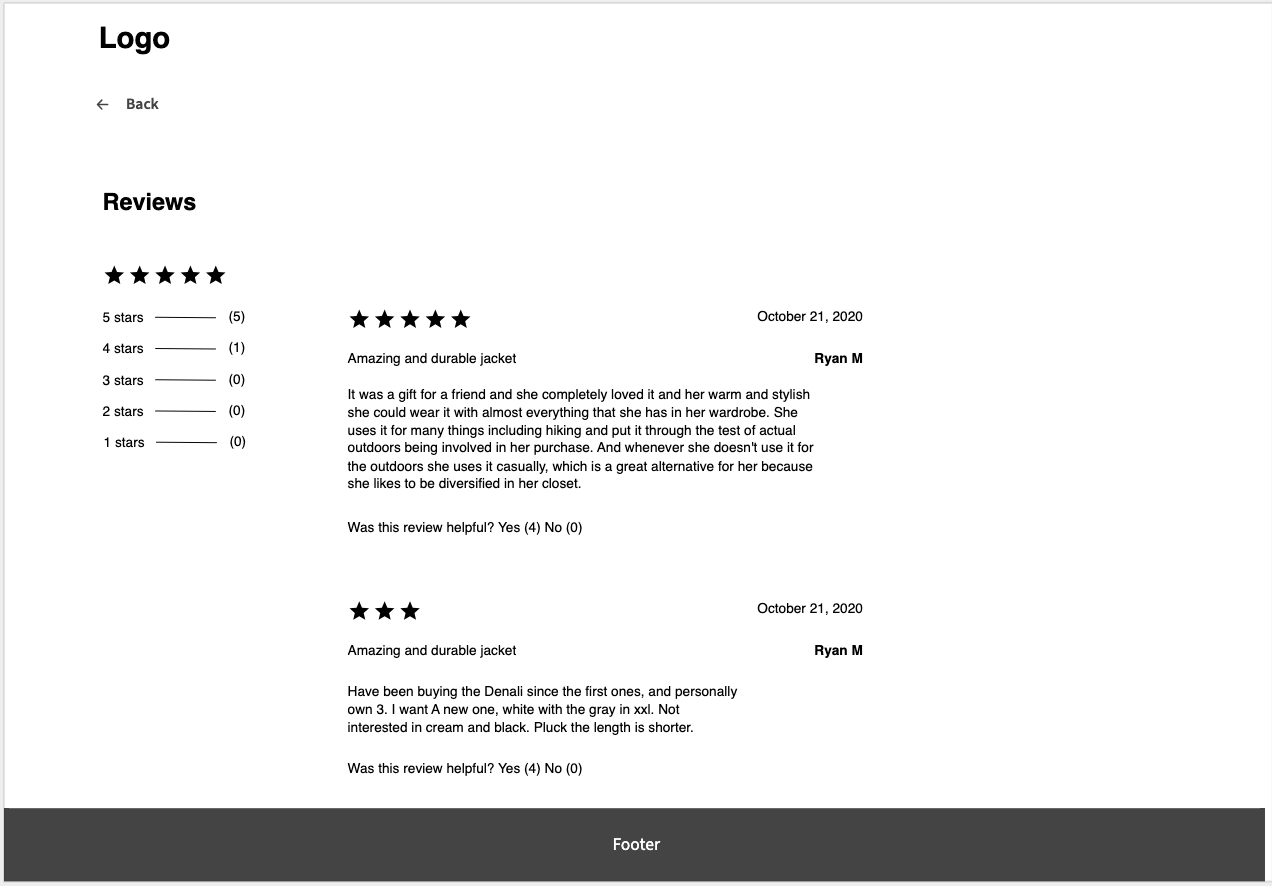 Logo
← Back
Reviews
5 stars (5)
4 stars (1)
3 stars (0)
2 stars (0)
1 stars (0)
October 21, 2020
Amazing and durable jacket
Ryan M
It was a gift for a friend and she completely loved it and her warm and stylish
she could wear it with almost everything that she has in her wardrobe. She
uses it for many things including hiking and put it through the test of actual
outdoors being involved in her purchase. And whenever she doesn't use it for
the outdoors she uses it casually, which is a great alternative for her because
she likes to be diversified in her closet.
Was this review helpful? Yes (4) No (0)
October 21, 2020
Amazing and durable jacket
Ryan M
Have been buying the Denali since the first ones, and personally
own 3. I want A new one, white with the gray in xxl. Not
interested in cream and black. Pluck the length is shorter.
Was this review helpful? Yes (4) No (0)
Footer